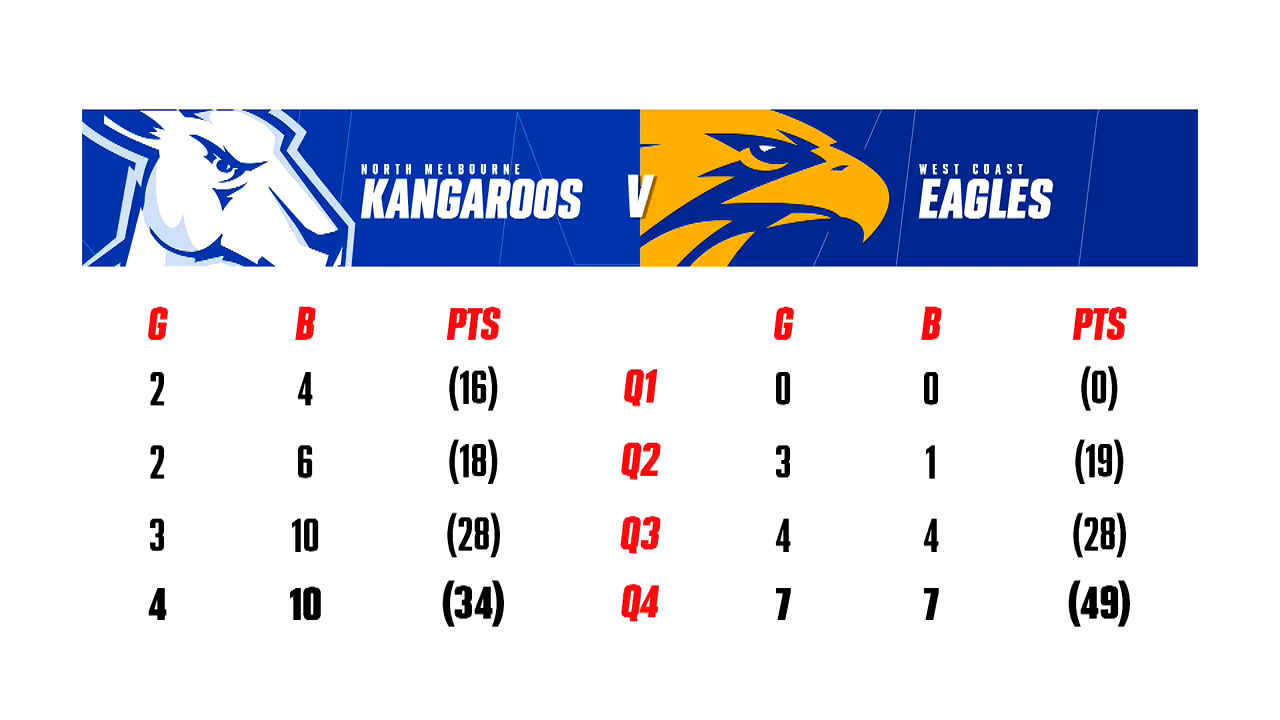 NORTH MELBOURNE
KANGAROOS
V
WEST COAST
EAGLES
G B PTS G B PTS
2 4 (16) Q1 0 0 (0)
2 6 (18) Q2 3 1 (19)
3 10 (28) Q3 4 4 (28)
4 10 (34) Q4 7 7 (49)